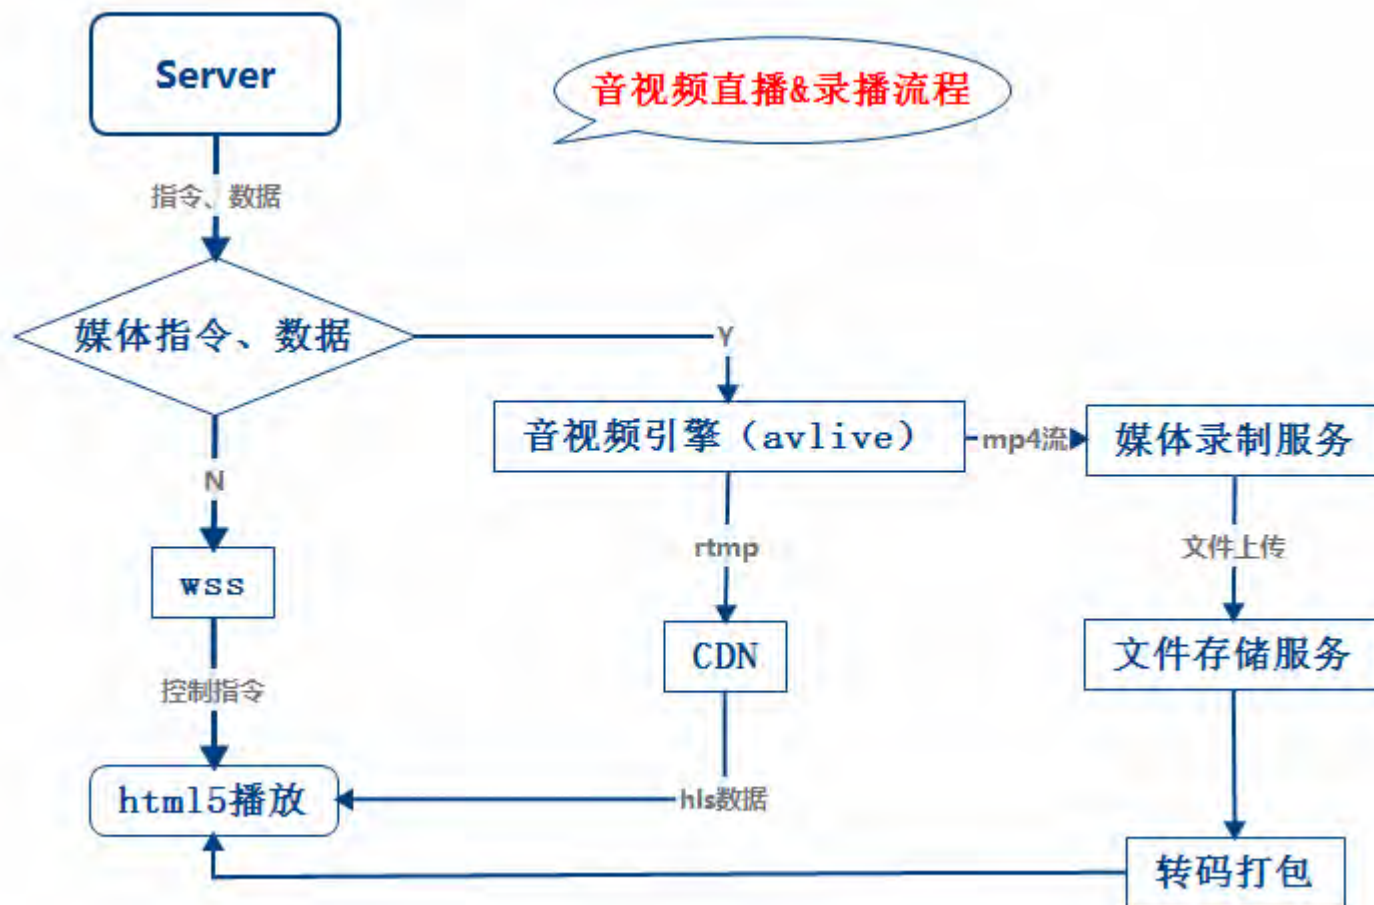 Server
音视频直播&录播流程
指令、数据
媒体指令、数据
Y
音视频引擎（avlive）
mp4流
媒体录制服务
N
rtmp
文件上传
wss
CDN
文件存储服务
控制指令
html5播放
hls数据
转码打包